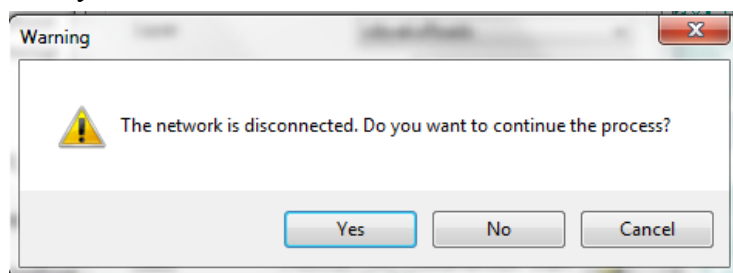 Warning
The network is disconnected. Do you want to continue the process?
Yes
No
Cancel